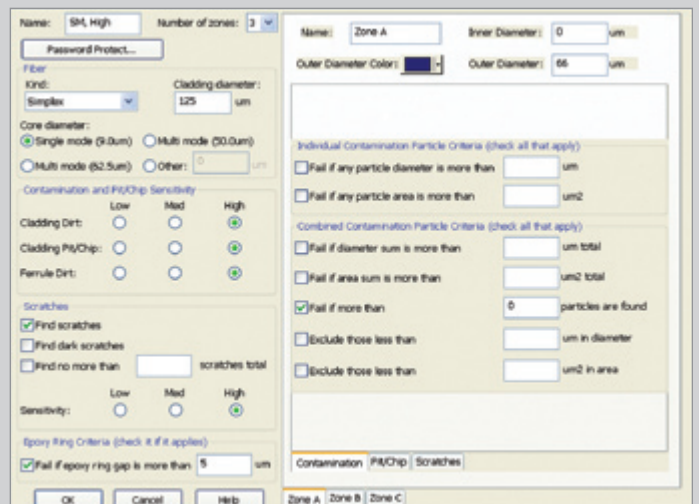 Name: SM, High Number of zones: 3
Password Protect...
Fiber
Kind: Cladding diameter:
Simplex 125 um
Core diameter:
Single mode (9.0um) Multi mode (50.0um)
Multi mode (62.5um) Other: 0 um
Contamination and Pit/Chip Sensitivity
Low Med High
Cladding Dirt:
Cladding Pit/Chip:
Ferrule Dirt:
Scratches
Find scratches
Find dark scratches
Find no more than scratches total
Low Med High
Sensitivity:
Epoxy Ring Criteria (check it if it applies)
Fail if epoxy ring gap is more than 5 um
OK Cancel Help
Name: Zone A Inner Diameter: 0 um
Outer Diameter Color: Outer Diameter: 66 um
Individual Contamination Particle Criteria (check all that apply)
Fail if any particle diameter is more than um
Fail if any particle area is more than um2
Combined Contamination Particle Criteria (check all that apply)
Fail if diameter sum is more than um total
Fail if area sum is more than um2 total
Fail if more than 0 particles are found
Exclude those less than um in diameter
Exclude those less than um2 in area
Contamination Pit/Chip Scratches
Zone A Zone B Zone C